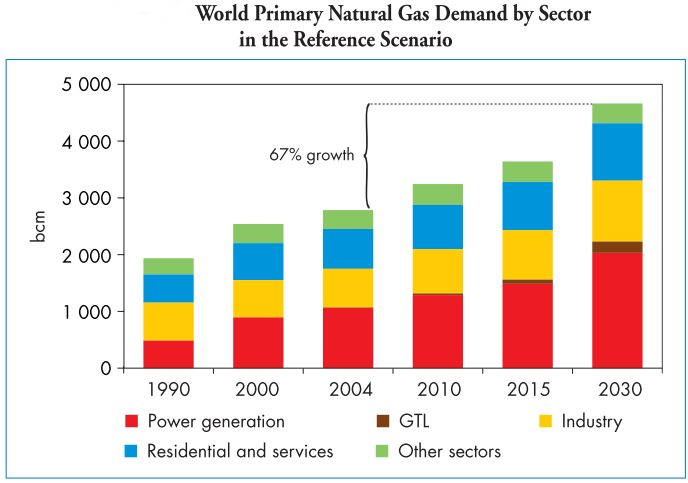 World Primary Natural Gas Demand by Sector
in the Reference Scenario
5 000
4 000
67% growth
3 000
bcm
2 000
1 000
0
1990 2000 2004 2010 2015 2030
Power generation GTL Industry
Residential and services Other sectors